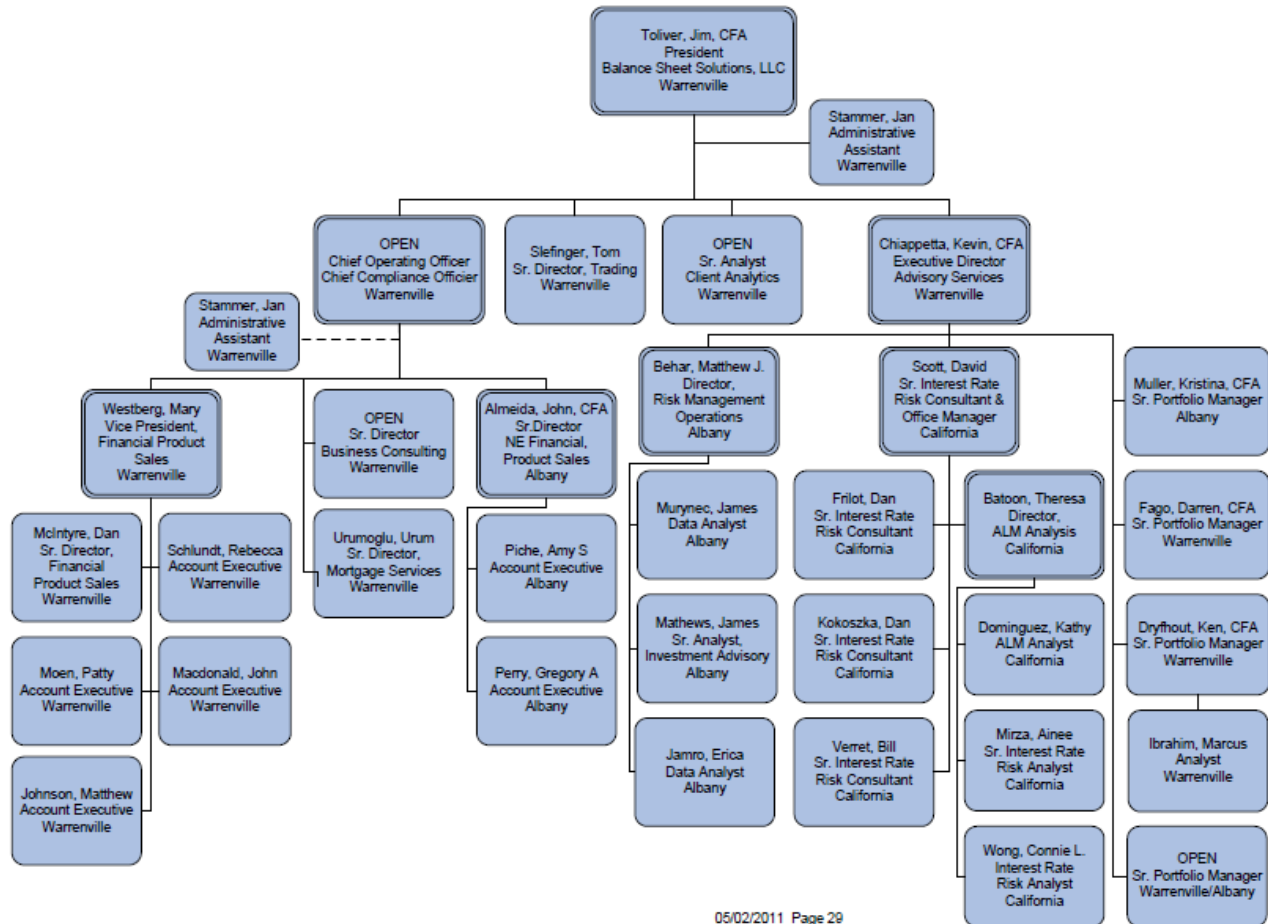 Toliver, Jim, CFA
President
Balance Sheet Solutions, LLC
Warrenville
Stammer, Jan
Administrative
Assistant
Warrenville
OPEN
Chief Operating Officer
Chief Compliance Officier
Warrenville
Slefinger, Tom
Sr. Director, Trading
Warrenville
OPEN
Sr. Analyst
Client Analytics
Warrenville
Chiappetta, Kevin, CFA
Executive Director
Advisory Services
Warrenville
Stammer, Jan
Administrative
Assistant
Warrenville
Westberg, Mary
Vice President,
Financial Product
Sales
Warrenville
OPEN
Sr. Director
Business Consulting
Warrenville
Almeida, John, CFA
Sr.Director
NE Financial,
Product Sales
Albany
Behar, Matthew J.
Director,
Risk Management
Operations
Albany
Scott, David
Sr. Interest Rate
Risk Consultant &
Office Manager
California
Muller, Kristina, CFA
Sr. Portfolio Manager
Albany
McIntyre, Dan
Sr. Director,
Financial
Product Sales
Warrenville
Schlundt, Rebecca
Account Executive
Warrenville
Urumoglu, Urum
Sr. Director,
Mortgage Services
Warrenville
Piche, Amy S
Account Executive
Albany
Murynec, James
Data Analyst
Albany
Frilot, Dan
Sr. Interest Rate
Risk Consultant
California
Batoon, Theresa
Director,
ALM Analysis
California
Fago, Darren, CFA
Sr. Portfolio Manager
Warrenville
Moen, Patty
Account Executive
Warrenville
Macdonald, John
Account Executive
Warrenville
Perry, Gregory A
Account Executive
Albany
Mathews, James
Sr. Analyst,
Investment Advisory
Albany
Kokoszka, Dan
Sr. Interest Rate
Risk Consultant
California
Dominguez, Kathy
ALM Analyst
California
Dryfhout, Ken, CFA
Sr. Portfolio Manager
Warrenville
Johnson, Matthew
Account Executive
Warrenville
Jamro, Erica
Data Analyst
Albany
Verret, Bill
Sr. Interest Rate
Risk Consultant
California
Mirza, Ainee
Sr. Interest Rate
Risk Analyst
California
Ibrahim, Marcus
Analyst
Warrenville
Wong, Connie L.
Interest Rate
Risk Analyst
California
OPEN
Sr. Portfolio Manager
Warrenville/Albany
05/02/2011 Page 29